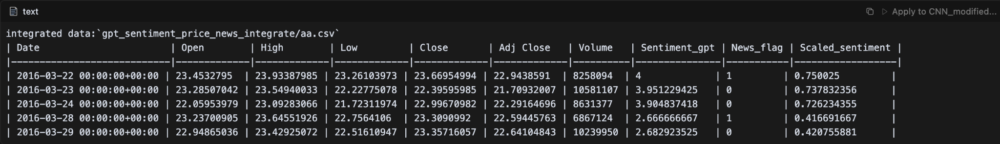 text
Apply to CNN_modified...
integrated data:`gpt_sentiment_price_news_integrate/aa.csv`
| Date | Open | High | Low | Close | Adj Close | Volume | Sentiment_gpt | News_flag | Scaled_sentiment |
|----------------------------|-------------|-------------|-------------|-------------|-------------|----------|---------------|-----------|------------------|
| 2016-03-22 00:00:00+00:00 | 23.4532795 | 23.93387985 | 23.26103973 | 23.66954994 | 22.9438591 | 8258094 | 4 | 1 | 0.750025 |
| 2016-03-23 00:00:00+00:00 | 23.28507042 | 23.54940033 | 22.22775078 | 22.39595985 | 21.70932007 | 10581107 | 3.951229425 | 0 | 0.737832356 |
| 2016-03-24 00:00:00+00:00 | 22.05953979 | 23.09283066 | 21.72311974 | 22.99670982 | 22.29164696 | 8631377 | 3.904837418 | 0 | 0.726234355 |
| 2016-03-28 00:00:00+00:00 | 23.23700905 | 23.64551926 | 22.7564106 | 23.3090992 | 22.59445763 | 6867124 | 2.666666667 | 1 | 0.416691667 |
| 2016-03-29 00:00:00+00:00 | 22.94865036 | 23.42925072 | 22.51610947 | 23.35716057 | 22.64104843 | 10239950 | 2.682923525 | 0 | 0.420755881 |